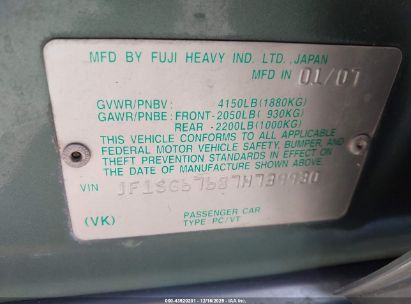 MFD BY FUJI HEAVY IND. LTD., JAPAN
MFD IN 01/07
GVWR/PNBV: 4150LB(1880KG)
GAWR/PNBE: FRONT-2050LB( 930KG)
REAR -2200LB(1000KG)
THIS VEHICLE CONFORMS TO ALL APPLICABLE
FEDERAL MOTOR VEHICLE SAFETY, BUMPER, AND
THEFT PREVENTION STANDARDS IN EFFECT ON
THE DATE OF MANUFACTURE SHOWN ABOVE.
VIN JF1SG67687H739930
(VK) PASSENGER CAR
TYPE PC/VT